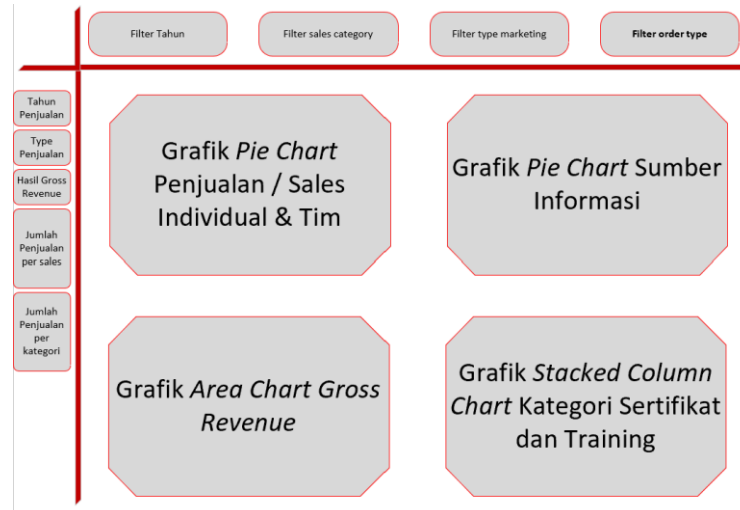 Filter Tahun
Filter sales category
Filter type marketing
Filter order type
Tahun
Penjualan
Type
Penjualan
Hasil Gross
Revenue
Jumlah
Penjualan
per sales
Jumlah
Penjualan
per
kategori
Grafik Pie Chart
Penjualan / Sales
Individual & Tim
Grafik Pie Chart Sumber
Informasi
Grafik Area Chart Gross
Revenue
Grafik Stacked Column
Chart Kategori Sertifikat
dan Training